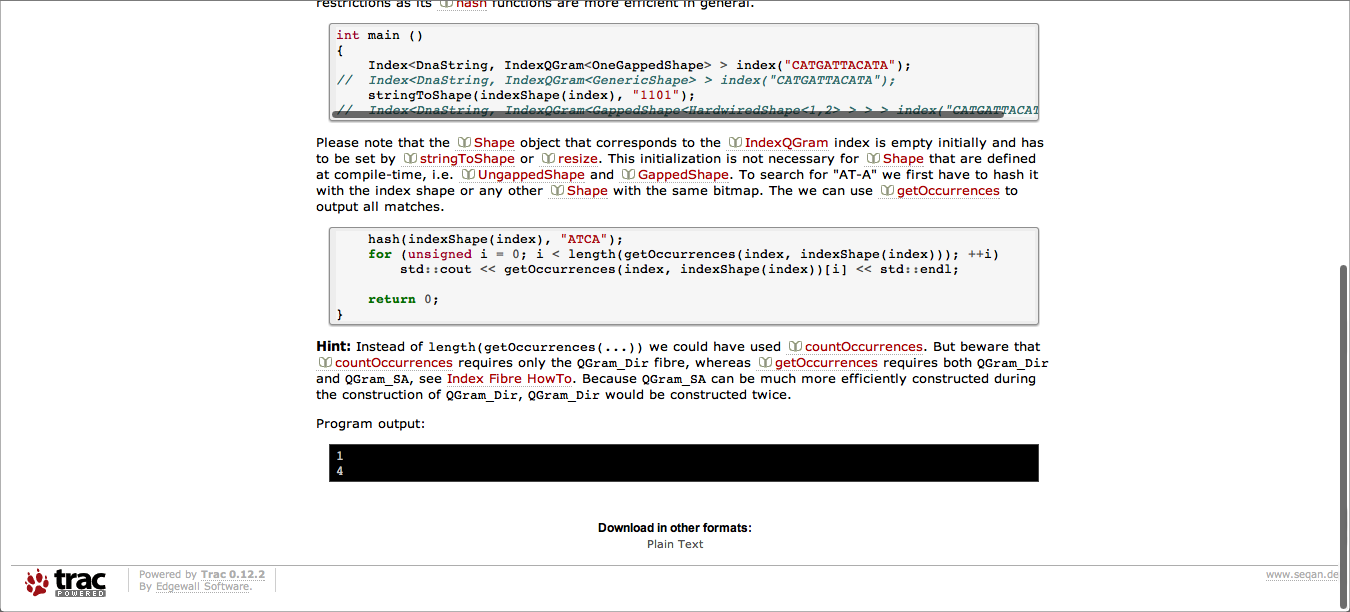 restrictions as its hash functions are more efficient in general.
int main ()
{
    Index<DnaString, IndexQGram<OneGappedShape> > index("CATGATTACATA");
//  Index<DnaString, IndexQGram<GenericShape> > index("CATGATTACATA");
    stringToShape(indexShape(index), "1101");
//  Index<DnaString, IndexQGram<GappedShape<HardwiredShape<1,2> > > > index("CATGATTACAT
Please note that the Shape object that corresponds to the IndexQGram index is empty initially and has
to be set by stringToShape or resize. This initialization is not necessary for Shape that are defined
at compile-time, i.e. UngappedShape and GappedShape. To search for "AT-A" we first have to hash it
with the index shape or any other Shape with the same bitmap. The we can use getOccurrences to
output all matches.
    hash(indexShape(index), "ATCA");
    for (unsigned i = 0; i < length(getOccurrences(index, indexShape(index))); ++i)
        std::cout << getOccurrences(index, indexShape(index))[i] << std::endl;
    return 0;
}
Hint: Instead of length(getOccurrences(...)) we could have used countOccurrences. But beware that
countOccurrences requires only the QGram_Dir fibre, whereas getOccurrences requires both QGram_Dir
and QGram_SA, see Index Fibre HowTo. Because QGram_SA can be much more efficiently constructed during
the construction of QGram_Dir, QGram_Dir would be constructed twice.
Program output:
1
4
Download in other formats:
Plain Text
trac
POWERED
Powered by Trac 0.12.2
By Edgewall Software.
www.seqan.de